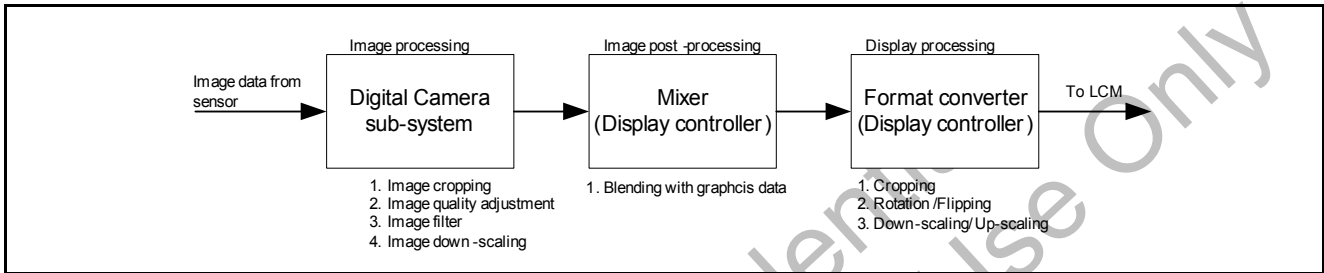 Image processing
Image post -processing
Display processing
Image data from
sensor
Digital Camera
sub-system
Mixer
(Display controller )
Format converter
(Display controller )
To LCM
1. Image cropping
2. Image quality adjustment
3. Image filter
4. Image down -scaling
1. Blending with graphcis data
1. Cropping
2. Rotation /Flipping
3. Down -scaling/ Up-scaling
Use Only